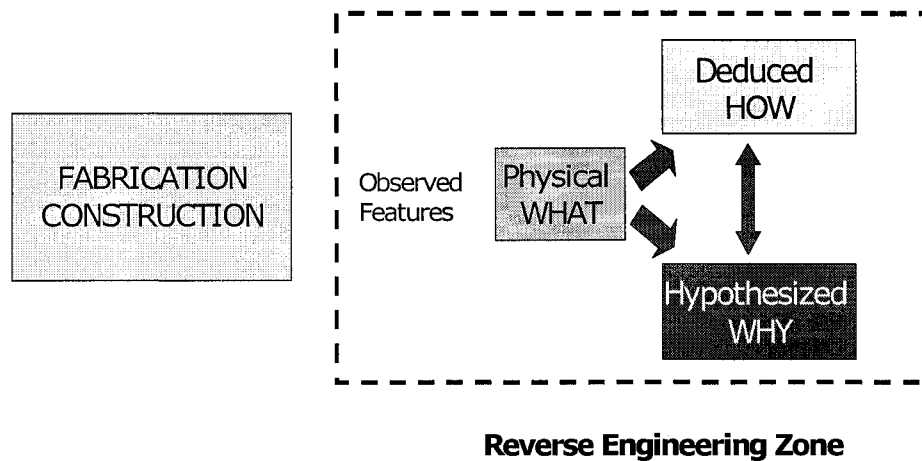 FABRICATION
CONSTRUCTION
Observed
Features
Physical
WHAT
Deduced
HOW
Hypothesized
WHY
Reverse Engineering Zone